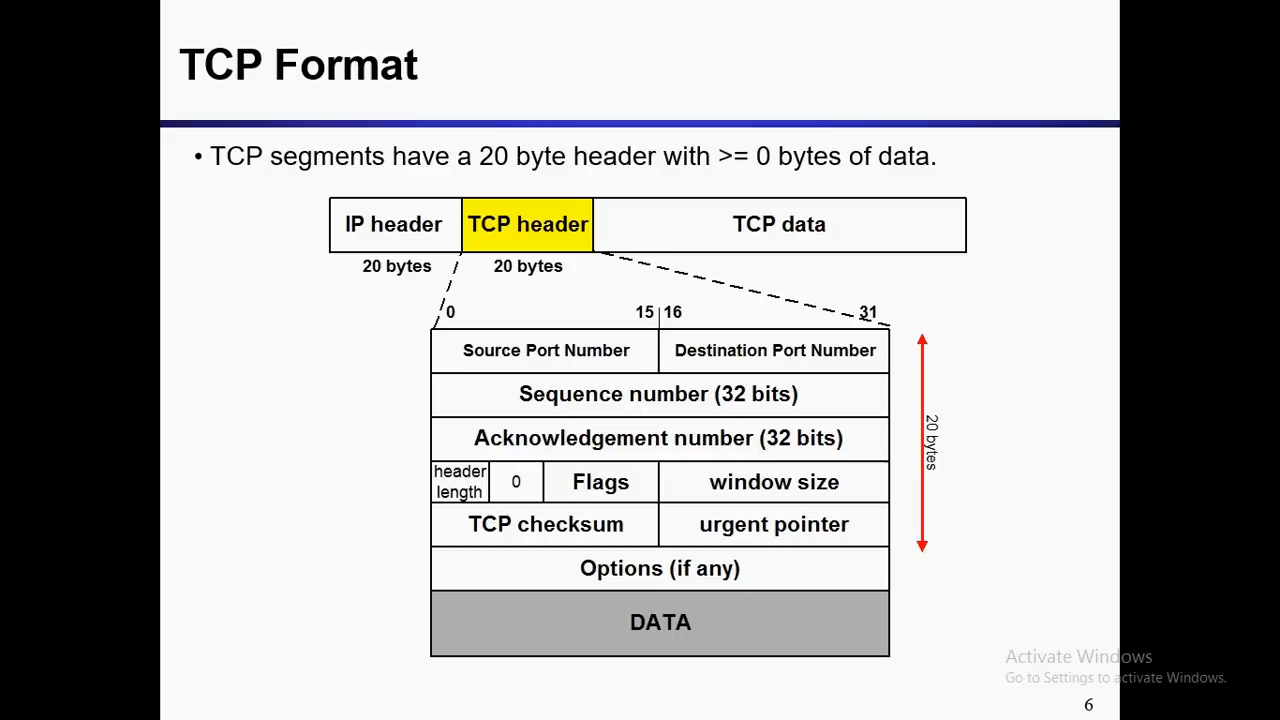 TCP Format
• TCP segments have a 20 byte header with >= 0 bytes of data.
IP header TCP header TCP data
20 bytes 20 bytes
0 15 16 31
Source Port Number Destination Port Number
Sequence number (32 bits)
Acknowledgement number (32 bits)
header length 0 Flags window size
TCP checksum urgent pointer
Options (if any)
DATA
20 bytes
Activate Windows
Go to Settings to activate Windows.
6